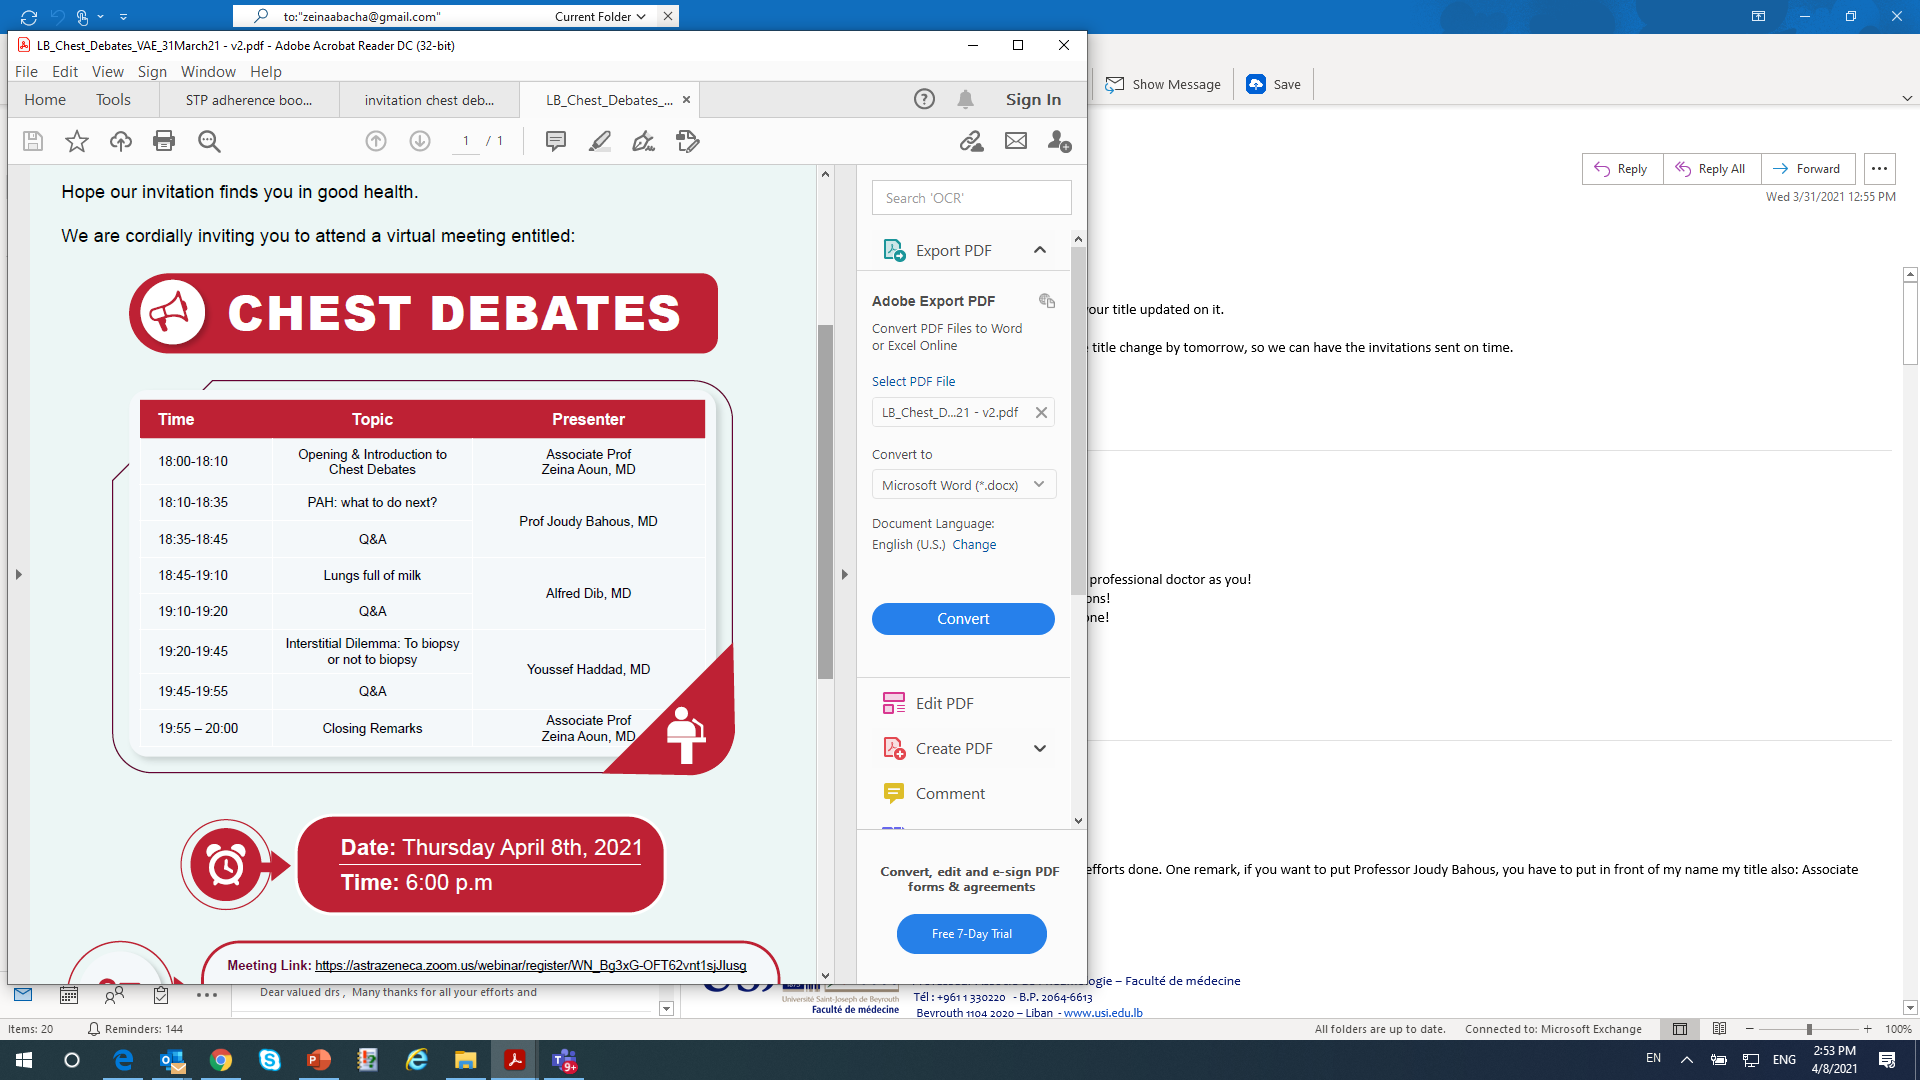 to:"zeinaabacha@gmail.com"
Current Folder
LB_Chest_Debates_VAE_31March21 - v2.pdf - Adobe Acrobat Reader DC (32-bit)
File Edit View Sign Window Help
Home Tools STP adherence boo... invitation chest deb... LB_Chest_Debates_... Sign In
1 / 1
Show Message Save
Reply Reply All Forward
Wed 3/31/2021 12:55 PM
Hope our invitation finds you in good health.
We are cordially inviting you to attend a virtual meeting entitled:
CHEST DEBATES
Time Topic Presenter
18:00-18:10 Opening & Introduction to Chest Debates Associate Prof Zeina Aoun, MD
18:10-18:35 PAH: what to do next?
Prof Joudy Bahous, MD
18:35-18:45 Q&A
18:45-19:10 Lungs full of milk
Alfred Dib, MD
19:10-19:20 Q&A
19:20-19:45 Interstitial Dilemma: To biopsy or not to biopsy
Youssef Haddad, MD
19:45-19:55 Q&A
19:55 – 20:00 Closing Remarks Associate Prof Zeina Aoun, MD
Date: Thursday April 8th, 2021
Time: 6:00 p.m
Meeting Link: https://astrazeneca.zoom.us/webinar/register/WN_Bg3xG-OFT62vnt1sjJIusg
Search 'OCR'
Export PDF
Adobe Export PDF
Convert PDF Files to Word
or Excel Online
Select PDF File
LB_Chest_D...21 - v2.pdf
Convert to
Microsoft Word (*.docx)
Document Language:
English (U.S.) Change
Convert
Edit PDF
Create PDF
Comment
Convert, edit and e-sign PDF
forms & agreements
Free 7-Day Trial
our title updated on it.
title change by tomorrow, so we can have the invitations sent on time.
professional doctor as you!
ons!
one!
efforts done. One remark, if you want to put Professor Joudy Bahous, you have to put in front of my name my title also: Associate
Dear valued drs , Many thanks for all your efforts and
Université Saint-Joseph de Beyrouth
Faculté de médecine
ogie – Faculté de médecine
Tél : +961 1 330220 - B.P. 2064-6613
Beyrouth 1104 2020 – Liban - www.usj.edu.lb
Items: 20 Reminders: 144
All folders are up to date. Connected to: Microsoft Exchange 100%
9+
EN ENG 2:53 PM
4/8/2021